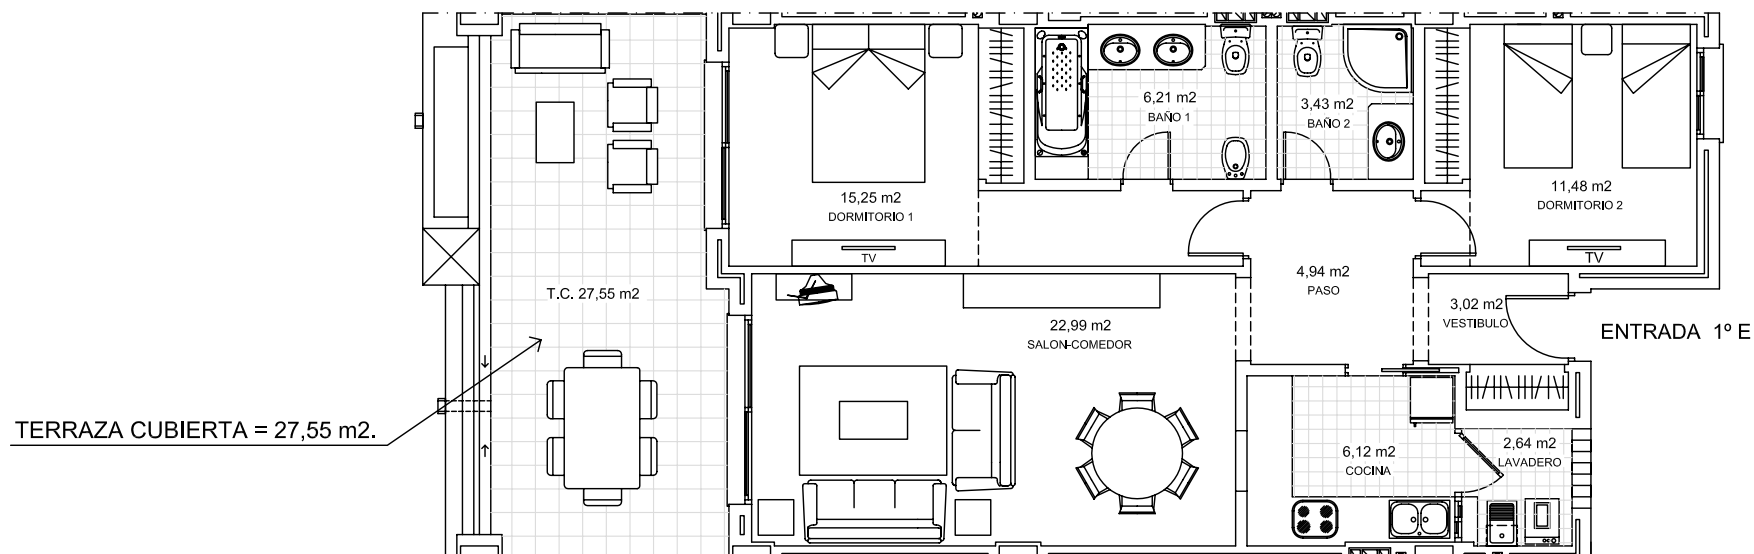 6,21 m2
BAÑO 1
3,43 m2
BAÑO 2
15,25 m2
DORMITORIO 1
11,48 m2
DORMITORIO 2
TV
TV
T.C. 27,55 m2
4,94 m2
PASO
3,02 m2
VESTIBULO
22,99 m2
SALON-COMEDOR
ENTRADA 1º E
TERRAZA CUBIERTA = 27,55 m2.
6,12 m2
COCINA
2,64 m2
LAVADERO